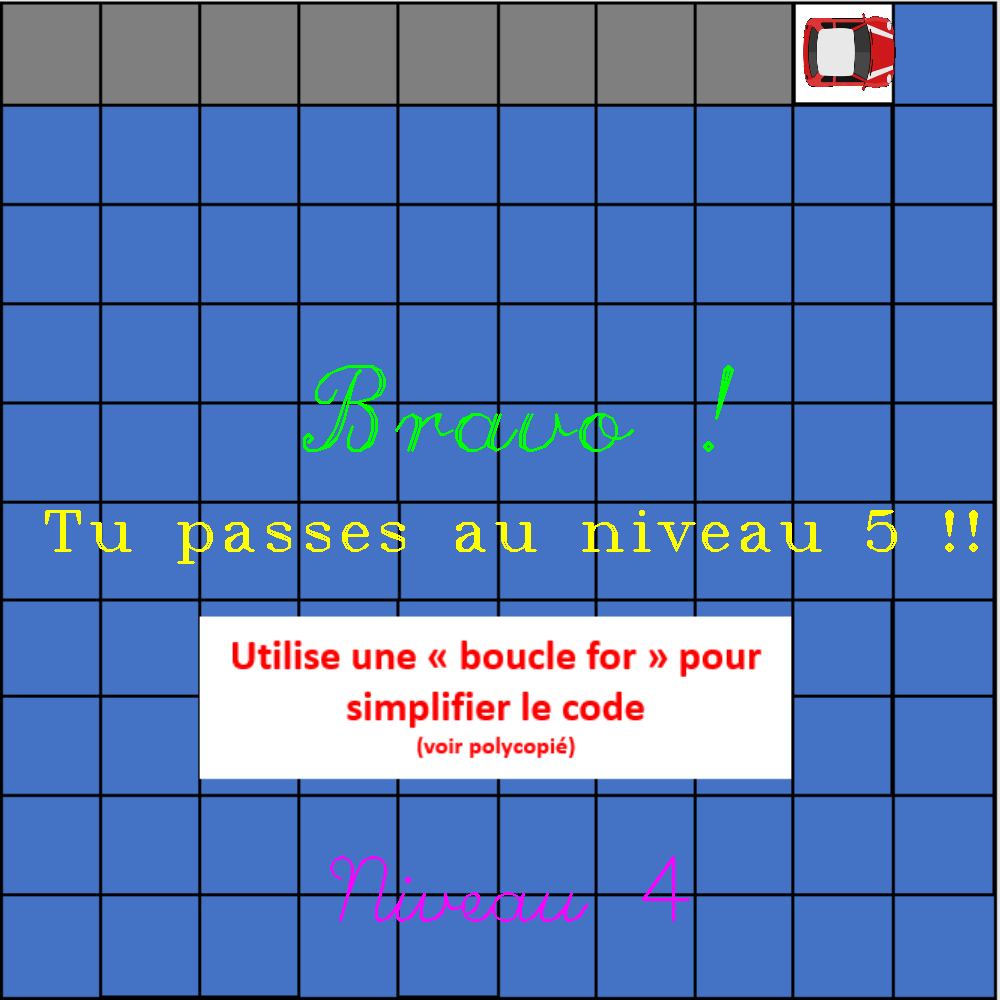 Bravo !
Tu passes au niveau 5 !!
Utilise une « boucle for » pour
simplifier le code
(voir polycopié)
Niveau 4